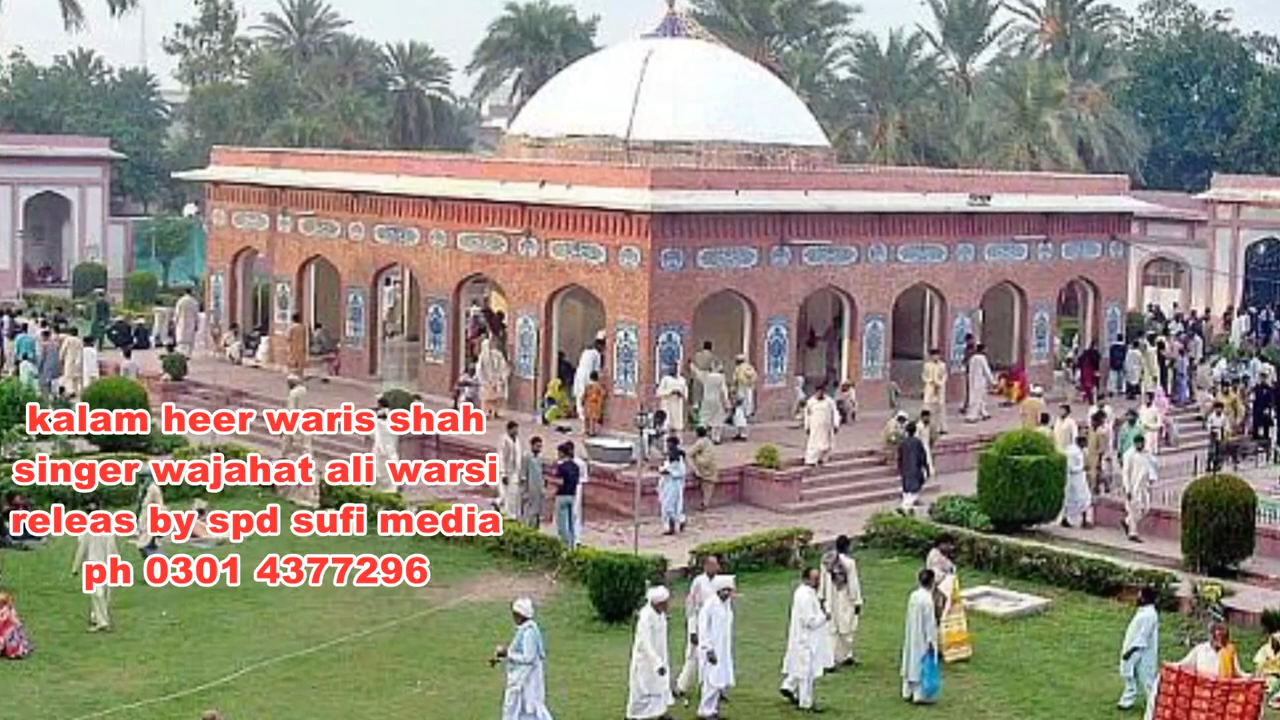 kalam heer waris shah
singer wajahat ali warsi
releas by spd sufi media
ph 0301 4377296